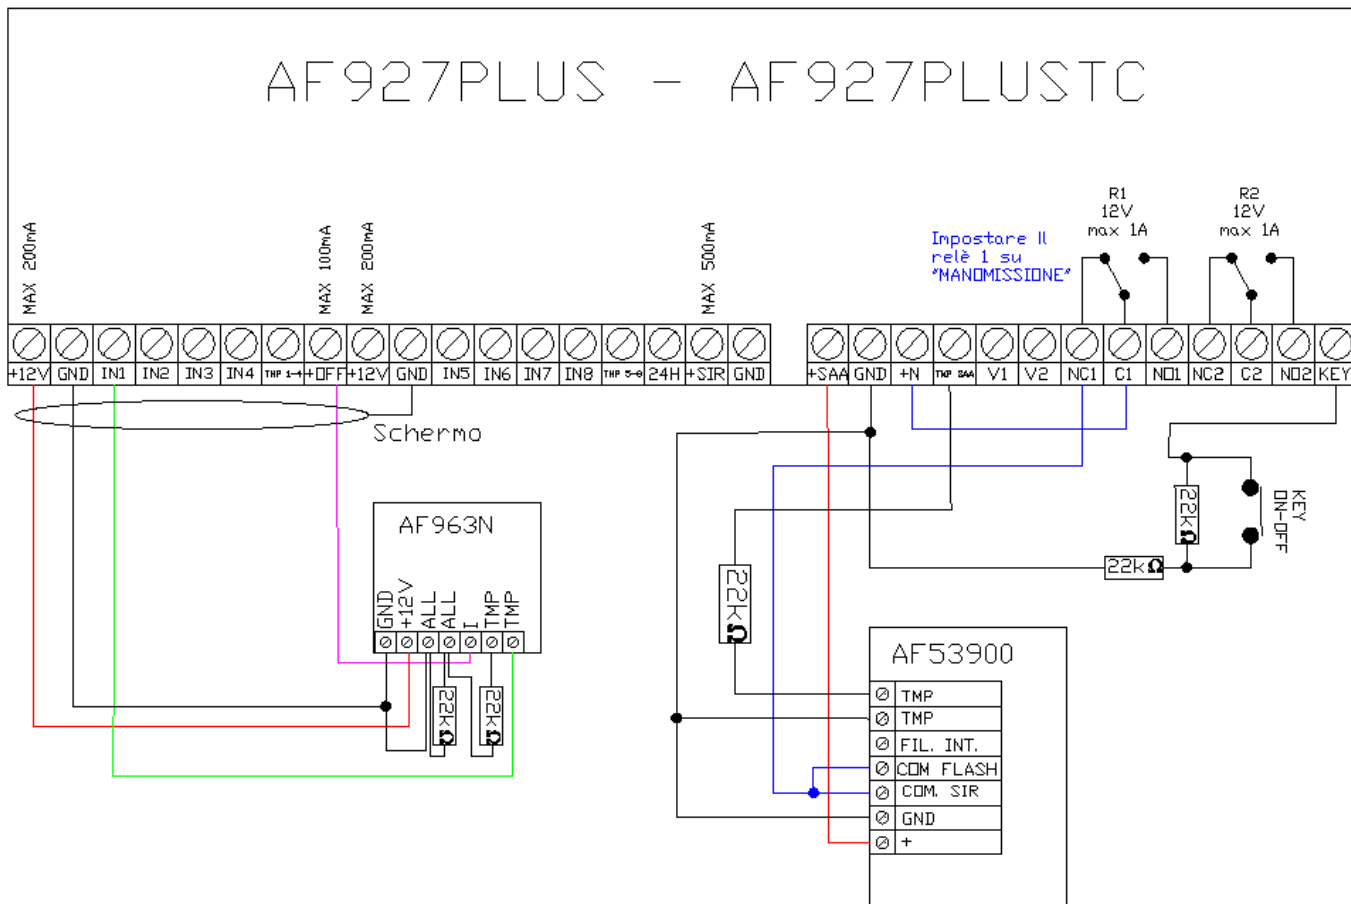 AF927PLUS - AF927PLUSTC
MAX 200mA
MAX 100mA
MAX 200mA
MAX 500mA
Impostare Il
relè 1 su
"MANOMISSIONE"
R1
12V
max 1A
R2
12V
max 1A
+12V GND IN1 IN2 IN3 IN4 TMP 1-4 +OFF +12V GND IN5 IN6 IN7 IN8 TMP 5-8 24H +SIR GND
+SAA GND +N TMP SAA V1 V2 NC1 C1 NO1 NC2 C2 NO2 KEY
Schermo
AF963N
GND +12V ALL ALL I TMP TMP
22kΩ
22kΩ
22kΩ
22kΩ
22kΩ
KEY
ON-OFF
AF53900
TMP
TMP
FIL. INT.
COM FLASH
COM. SIR
GND
+